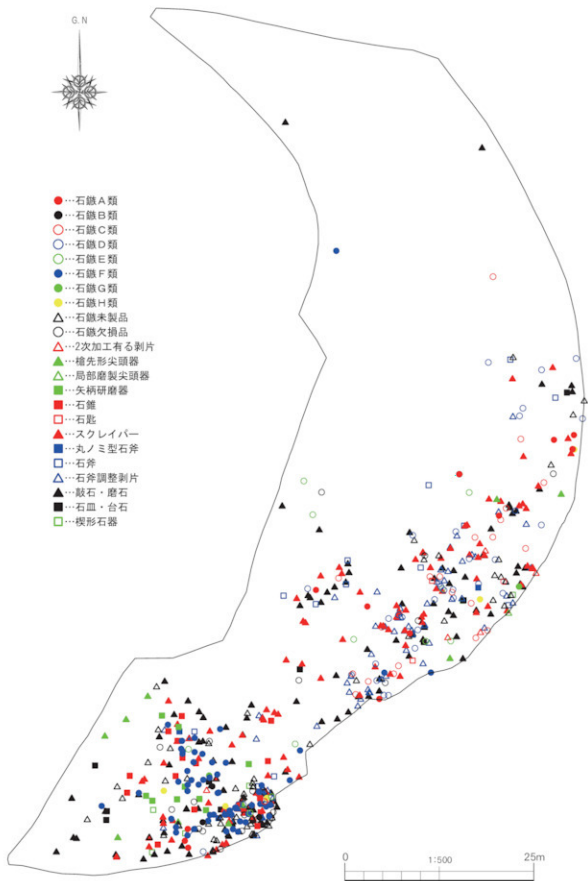 G.N
●…石鏃A類
●…石鏃B類
○…石鏃C類
○…石鏃D類
○…石鏃E類
●…石鏃F類
●…石鏃G類
●…石鏃H類
△…石鏃未製品
○…石鏃欠損品
△…2次加工有る剥片
▲…槍先形尖頭器
△…局部磨製尖頭器
■…矢柄研磨器
■…石錐
□…石匙
▲…スクレイパー
■…丸ノミ型石斧
□…石斧
△…石斧調整剥片
▲…敲石・磨石
■…石皿・台石
□…楔形石器
0 1:500 25m